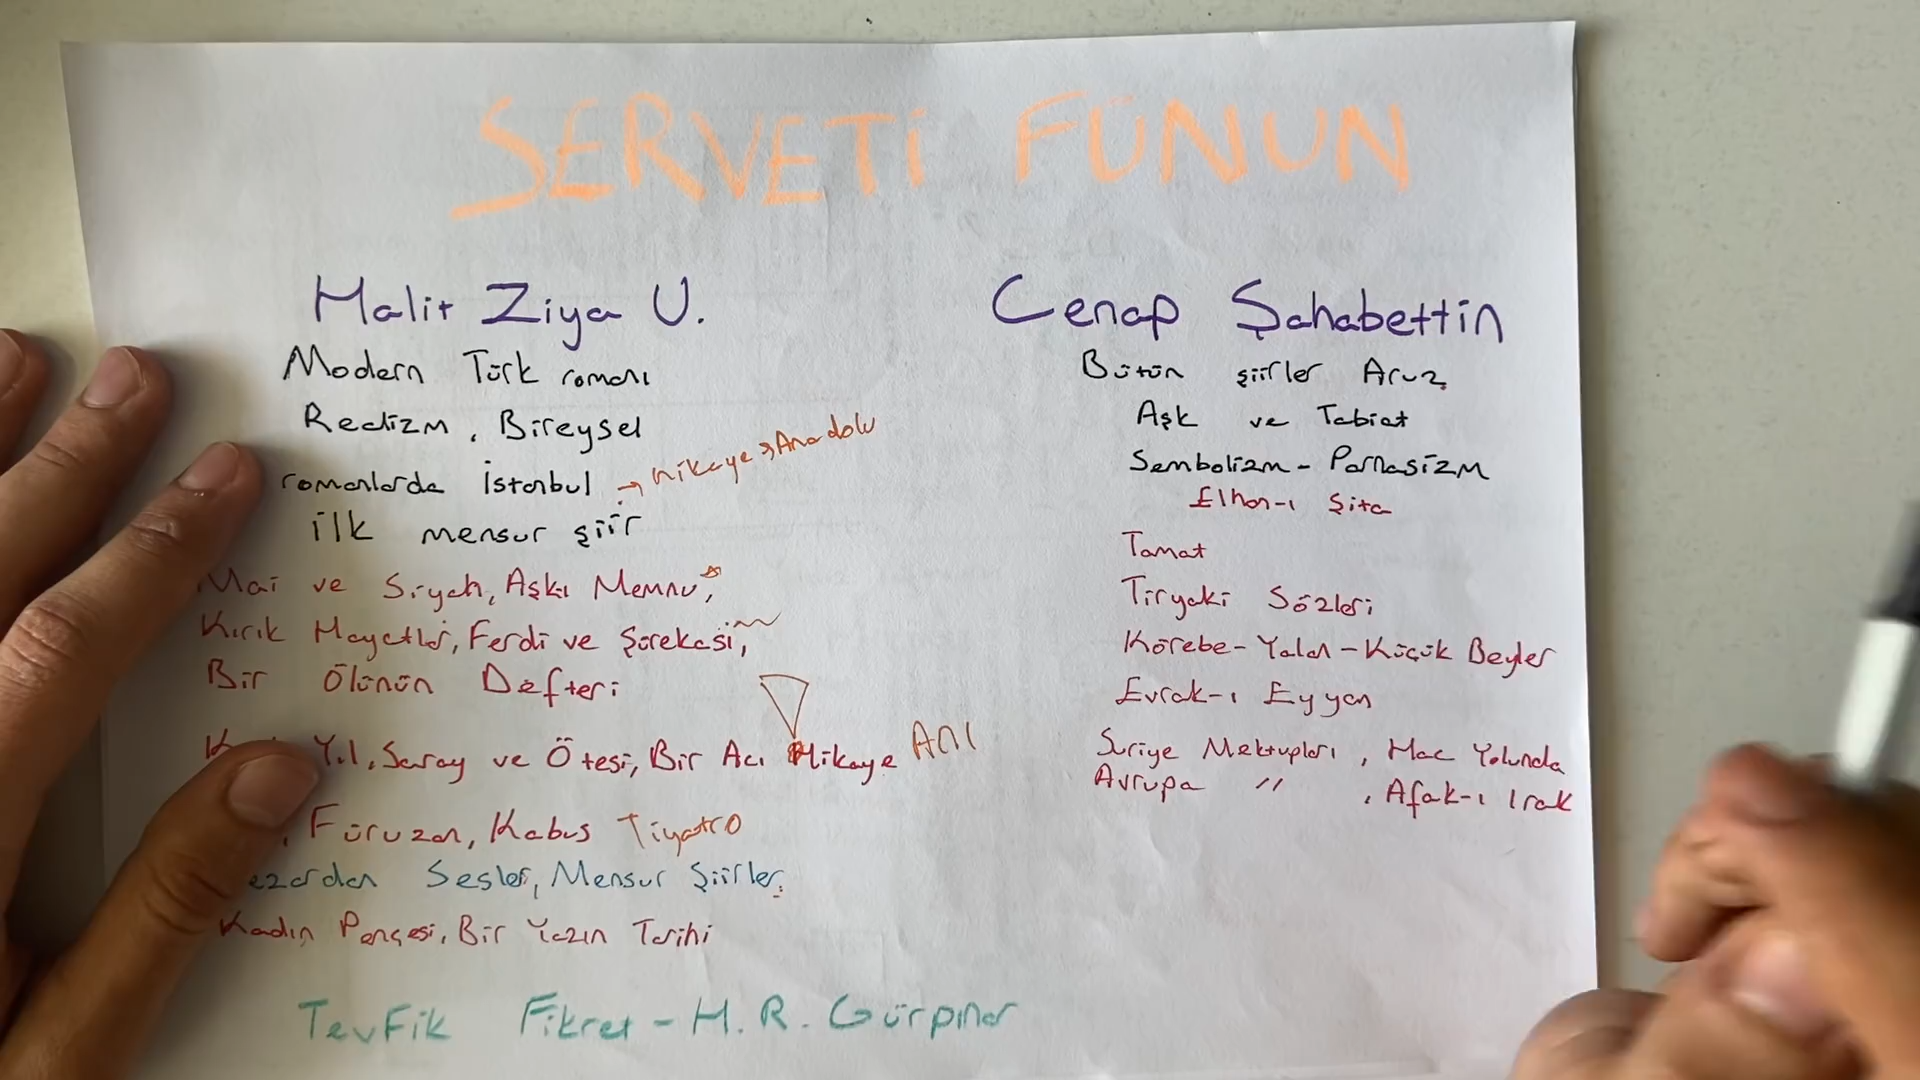 SERVETİ FÜNUN
Halit Ziya U.
Modern Türk romanı
Realizm, Bireysel
romanlarda İstanbul → hikaye → Anadolu
ilk mensur şiir
Mai ve Siyah, Aşkı Memnu,
Kırık Hayatlar, Ferdi ve Şürekasi,
Bir Ölünün Defteri
Yıl, Saray ve Ötesi, Bir Acı Hikaye Anı
, Füruzan, Kabus Tiyatro
ezardan Sesler, Mensur Şiirler,
Kadın Pençesi, Bir Yazın Tarihi
Tevfik Fikret - H. R. Gürpınar
Cenap Şahabettin
Bütün şiirler Aruz
Aşk ve Tabiat
Sembolizm - Parnasizm
Elhan-ı Şita
Tamat
Tiryaki Sözleri
Körebe - Yalan - Küçük Beyler
Evrak-ı Eyyam
Suriye Mektupları, Hac Yolunda
Avrupa " , Afak-ı Irak